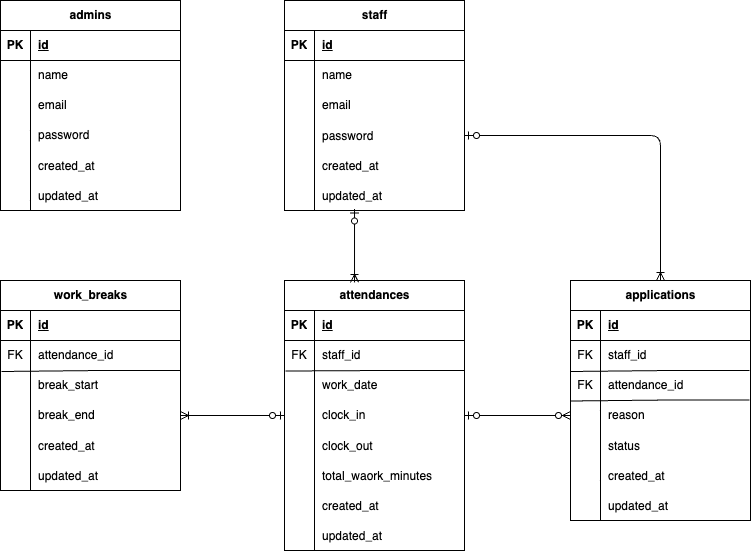 admins
PK id
name
email
password
created_at
updated_at
staff
PK id
name
email
password
created_at
updated_at
work_breaks
PK id
FK attendance_id
break_start
break_end
created_at
updated_at
attendances
PK id
FK staff_id
work_date
clock_in
clock_out
total_waork_minutes
created_at
updated_at
applications
PK id
FK staff_id
FK attendance_id
reason
status
created_at
updated_at